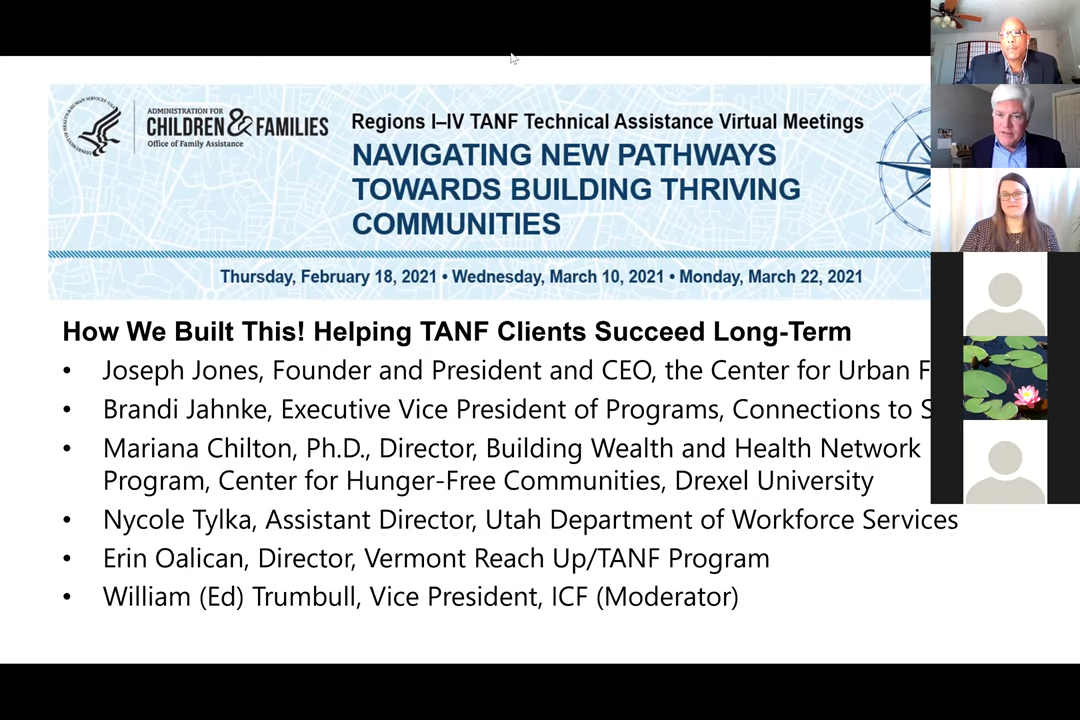 ADMINISTRATION FOR
CHILDREN & FAMILIES
Office of Family Assistance
Regions I–IV TANF Technical Assistance Virtual Meetings
NAVIGATING NEW PATHWAYS
TOWARDS BUILDING THRIVING
COMMUNITIES
Thursday, February 18, 2021 • Wednesday, March 10, 2021 • Monday, March 22, 2021
How We Built This! Helping TANF Clients Succeed Long-Term
• Joseph Jones, Founder and President and CEO, the Center for Urban F
• Brandi Jahnke, Executive Vice President of Programs, Connections to S
• Mariana Chilton, Ph.D., Director, Building Wealth and Health Network
Program, Center for Hunger-Free Communities, Drexel University
• Nycole Tylka, Assistant Director, Utah Department of Workforce Services
• Erin Oalican, Director, Vermont Reach Up/TANF Program
• William (Ed) Trumbull, Vice President, ICF (Moderator)